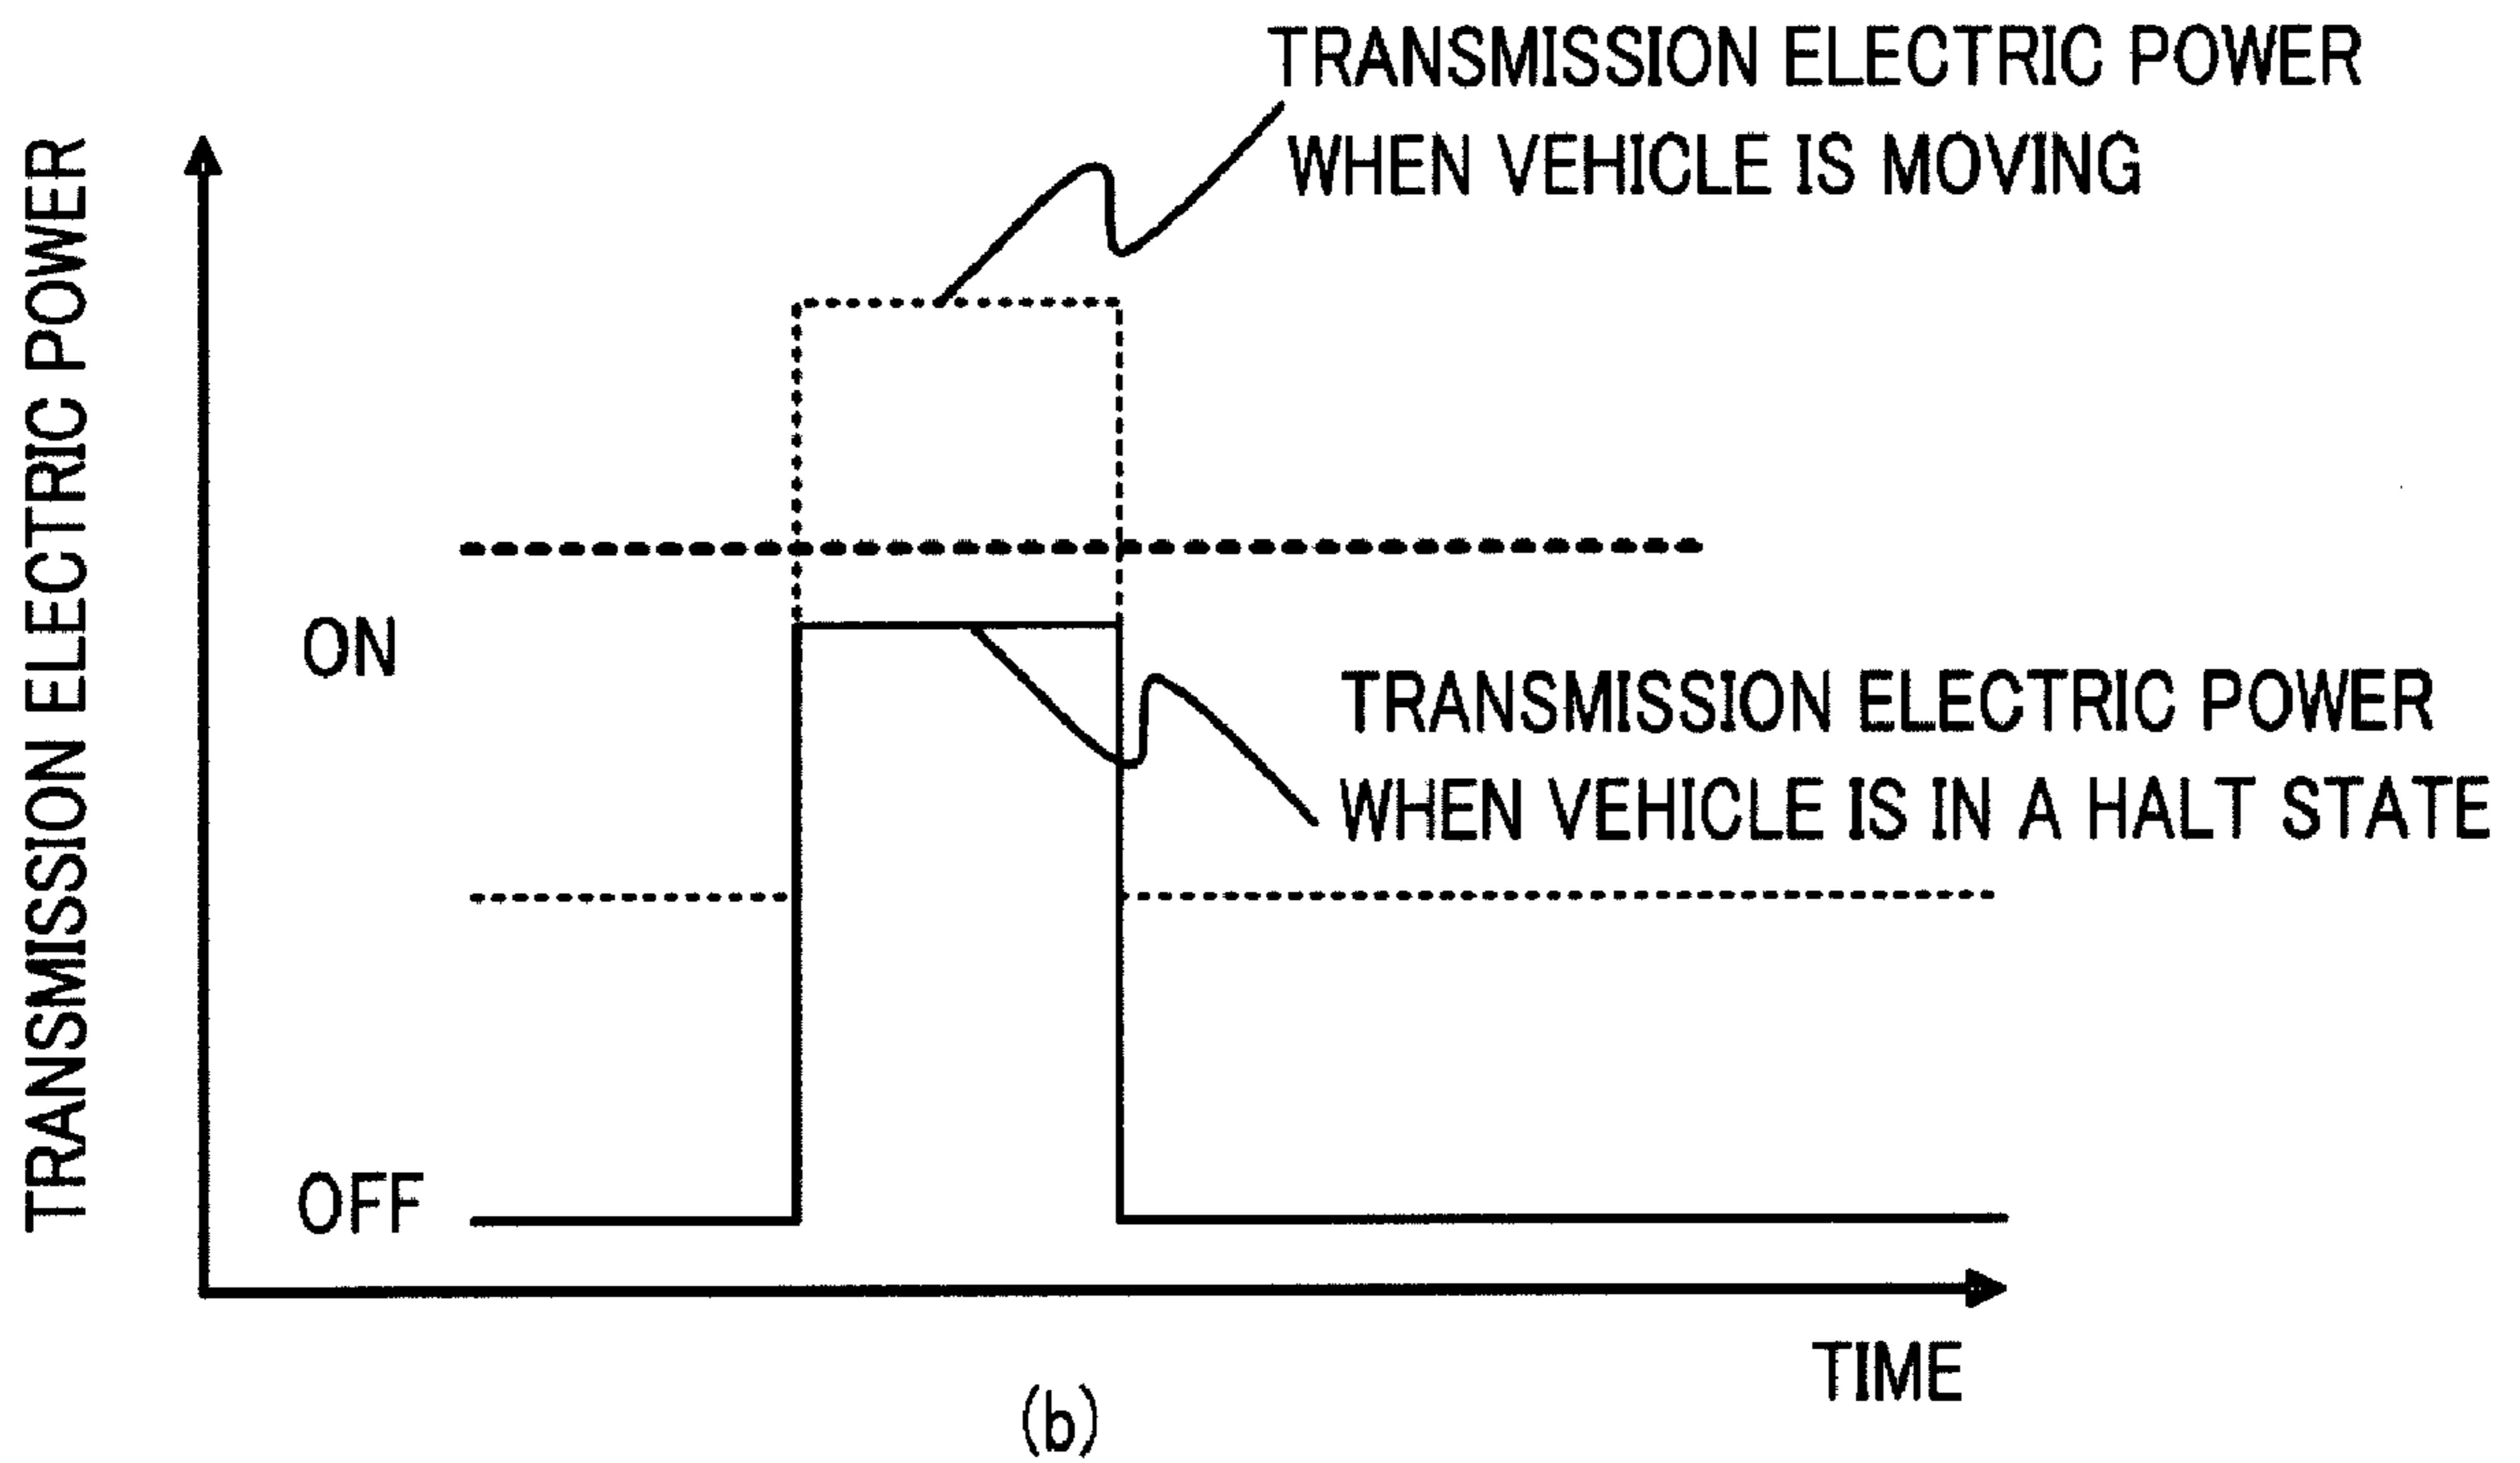 TRANSMISSION ELECTRIC POWER
WHEN VEHICLE IS MOVING
TRANSMISSION ELECTRIC POWER
ON
TRANSMISSION ELECTRIC POWER
WHEN VEHICLE IS IN A HALT STATE
OFF
TIME
(b)